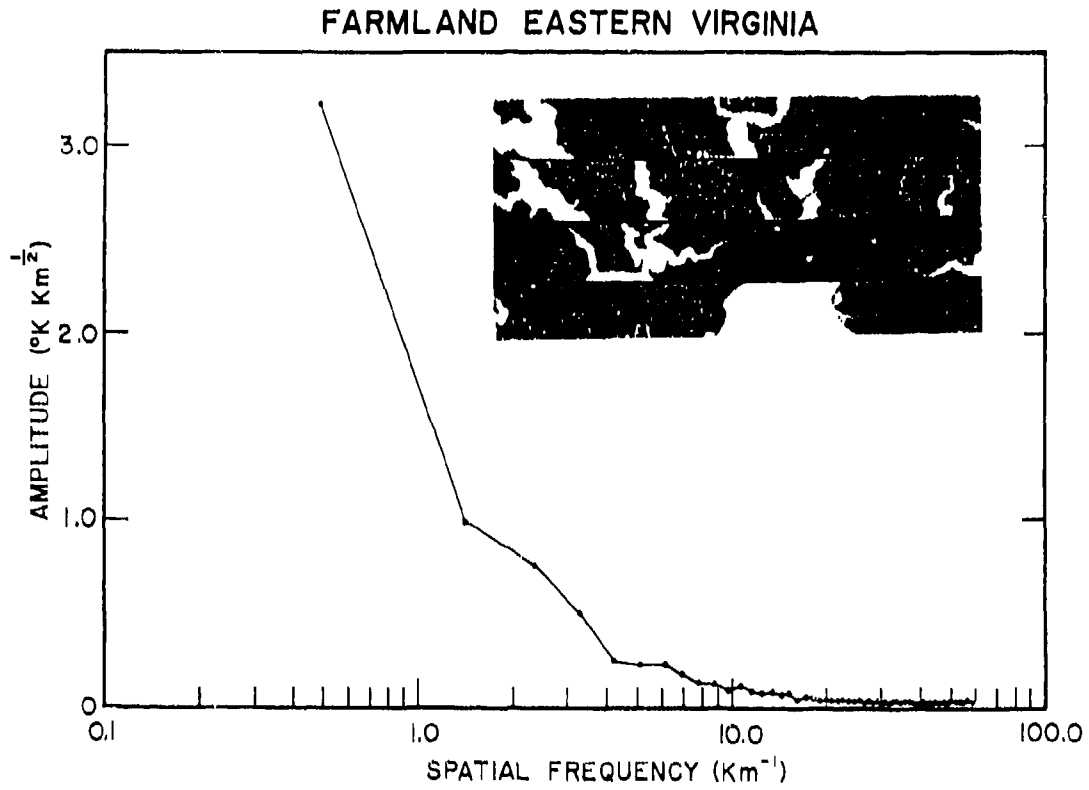 FARMLAND EASTERN VIRGINIA
AMPLITUDE (°K Km^1/2)
3.0
2.0
1.0
0
0.1
1.0
10.0
100.0
SPATIAL FREQUENCY (Km⁻¹)